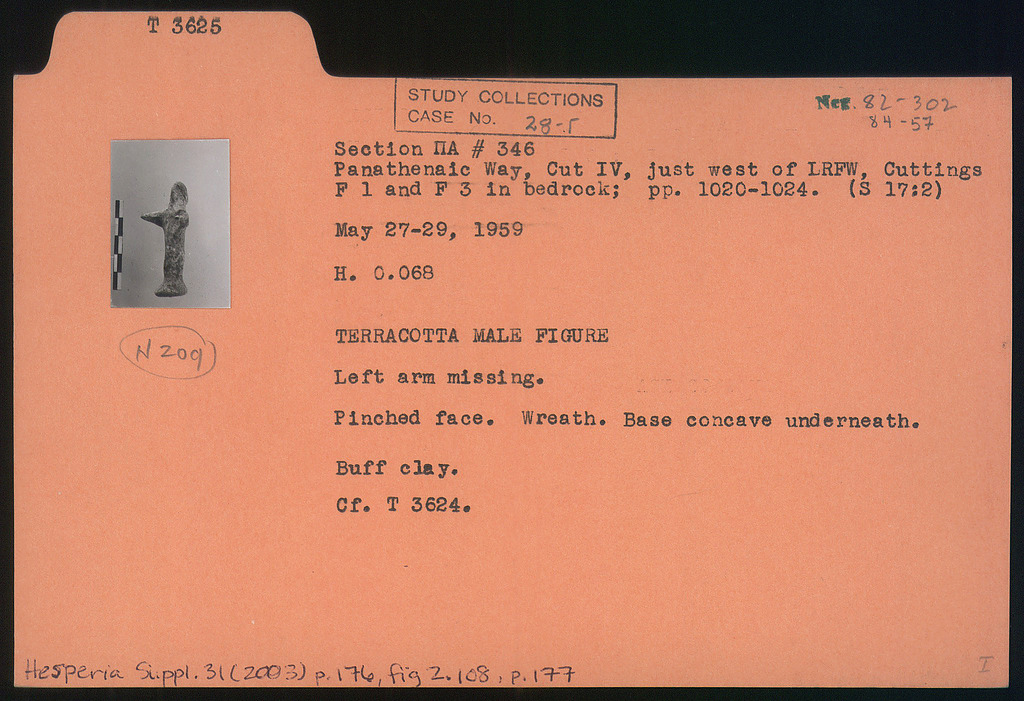 T 3625
STUDY COLLECTIONS
CASE No. 28-5
Neg. 82-302
84-57
Section ΠΑ # 346
Panathenaic Way, Cut IV, just west of LRFW, Cuttings
F 1 and F 3 in bedrock; pp. 1020-1024. (S 17:2)
May 27-29, 1959
H. 0.068
N 209
TERRACOTTA MALE FIGURE
Left arm missing.
Pinched face. Wreath. Base concave underneath.
Buff clay.
Cf. T 3624.
Hesperia Suppl. 31 (2003) p. 176, fig 2.108, p. 177
I